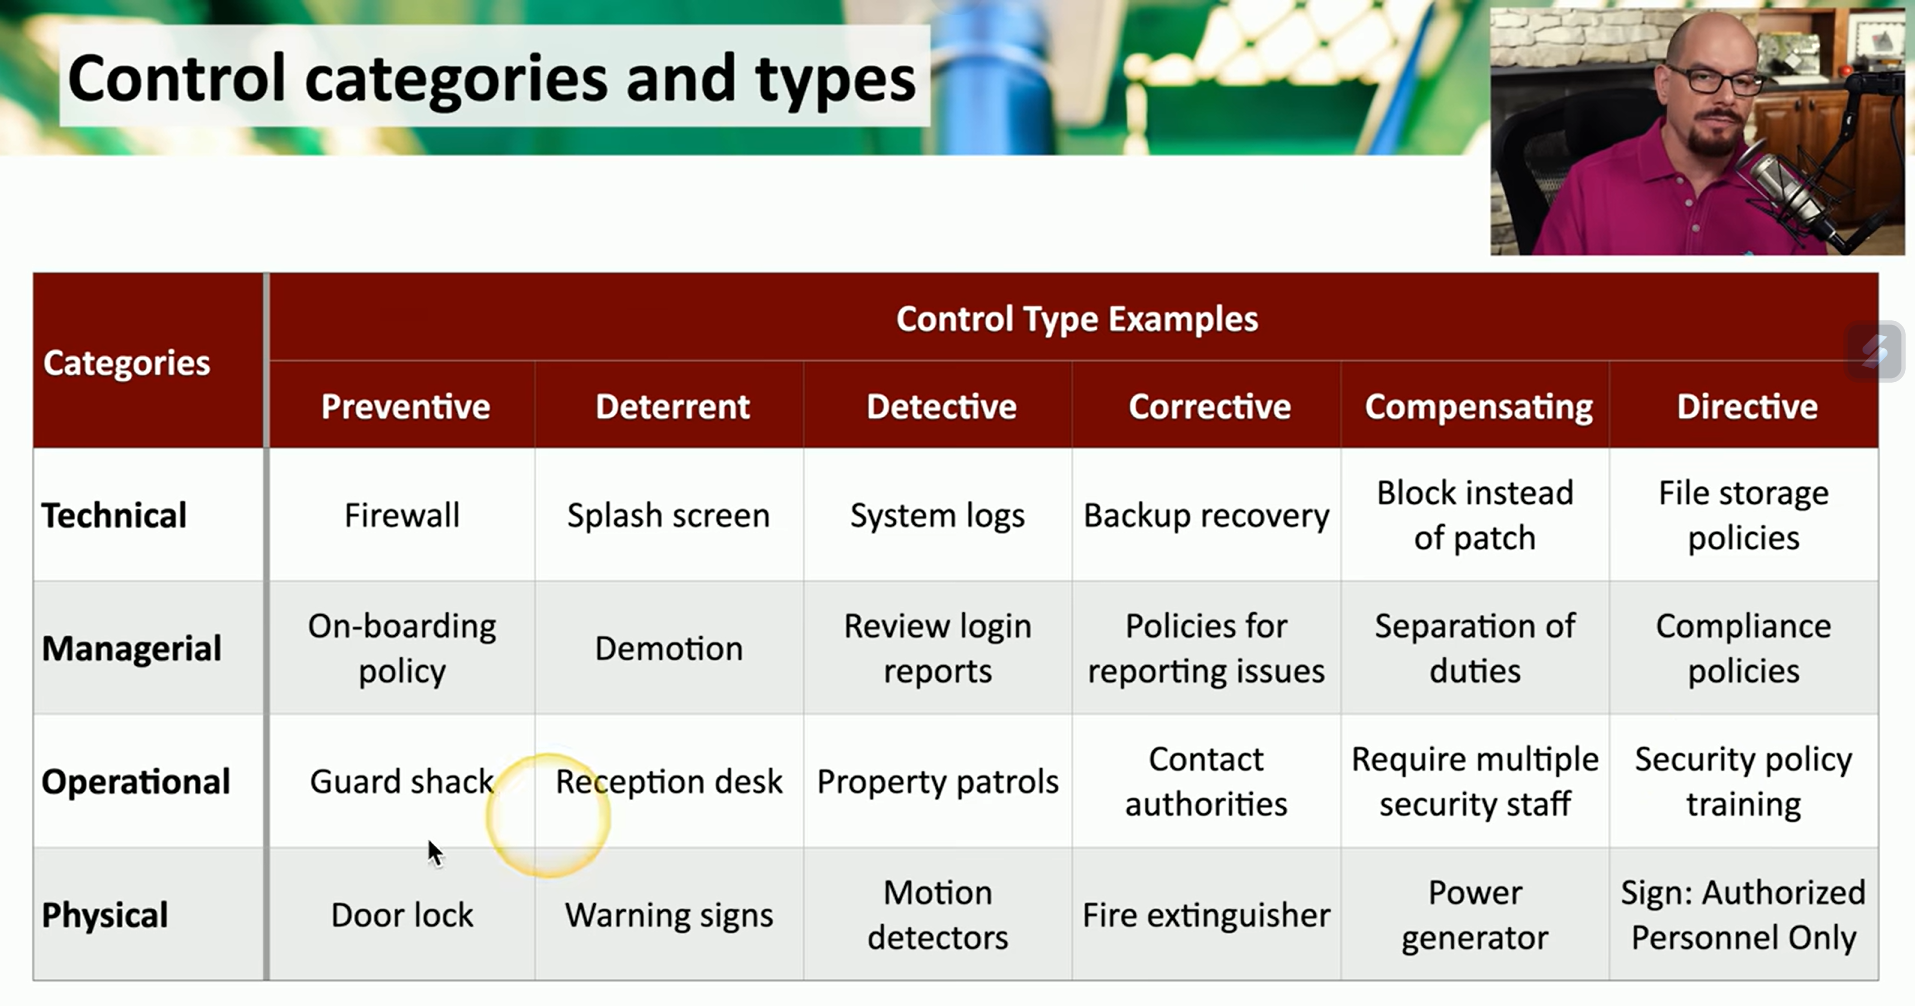 Control categories and types
Categories
Control Type Examples
Preventive Deterrent Detective Corrective Compensating Directive
Technical
Firewall
Splash screen
System logs
Backup recovery
Block instead
of patch
File storage
policies
Managerial
On-boarding
policy
Demotion
Review login
reports
Policies for
reporting issues
Separation of
duties
Compliance
policies
Operational
Guard shack
Reception desk
Property patrols
Contact
authorities
Require multiple
security staff
Security policy
training
Physical
Door lock
Warning signs
Motion
detectors
Fire extinguisher
Power
generator
Sign: Authorized
Personnel Only